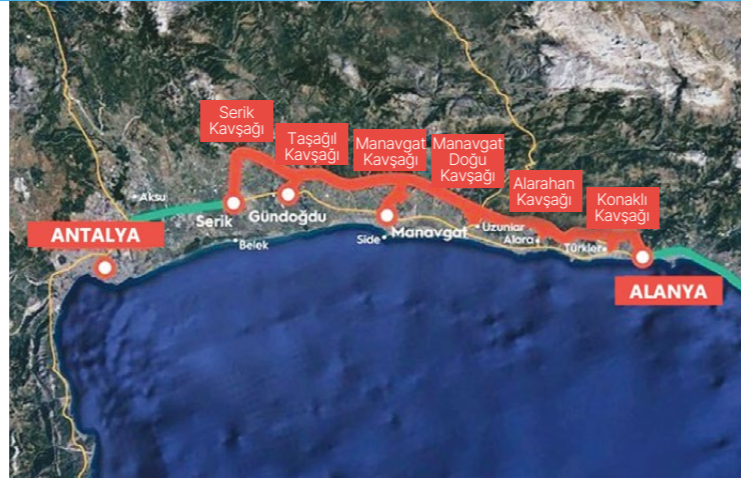 Serik
Kavşağı
Taşağıl
Kavşağı
Manavgat
Kavşağı
Manavgat
Doğu
Kavşağı
Alarahan
Kavşağı
Konaklı
Kavşağı
Aksu
Serik
Gündoğdu
Manavgat
Uzunlar
Alara
Türkler
ANTALYA
Belek
Side
ALANYA